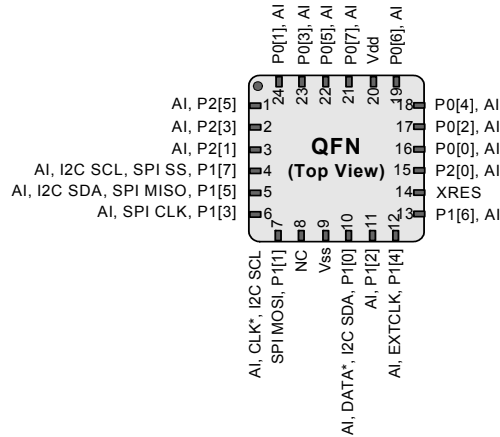 P0[1], AI
P0[3], AI
P0[5], AI
P0[7], AI
Vdd
P0[6], AI
24
23
22
21
20
19
AI, P2[5]
1
AI, P2[3]
2
AI, P2[1]
3
AI, I2C SCL, SPI SS, P1[7]
4
AI, I2C SDA, SPI MISO, P1[5]
5
AI, SPI CLK, P1[3]
6
QFN
(Top View)
18
P0[4], AI
17
P0[2], AI
16
P0[0], AI
15
P2[0], AI
14
XRES
13
P1[6], AI
7
8
9
10
11
12
AI, CLK*, I2C SCL
SPI MOSI, P1[1]
NC
Vss
AI, DATA*, I2C SDA, P1[0]
AI, P1[2]
AI, EXTCLK, P1[4]